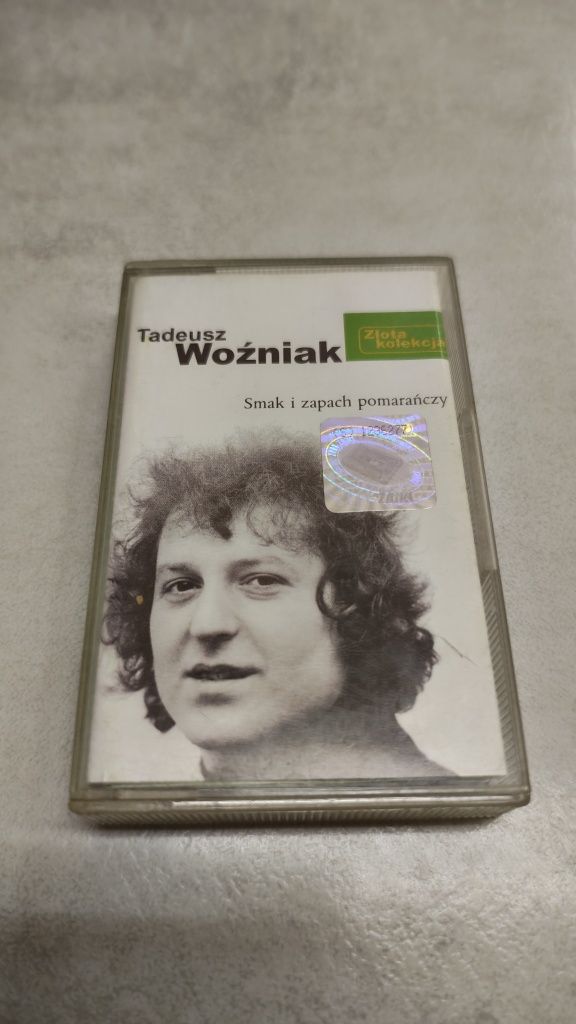 Tadeusz
Woźniak
Złota
kolekcja
Smak i zapach pomarańczy